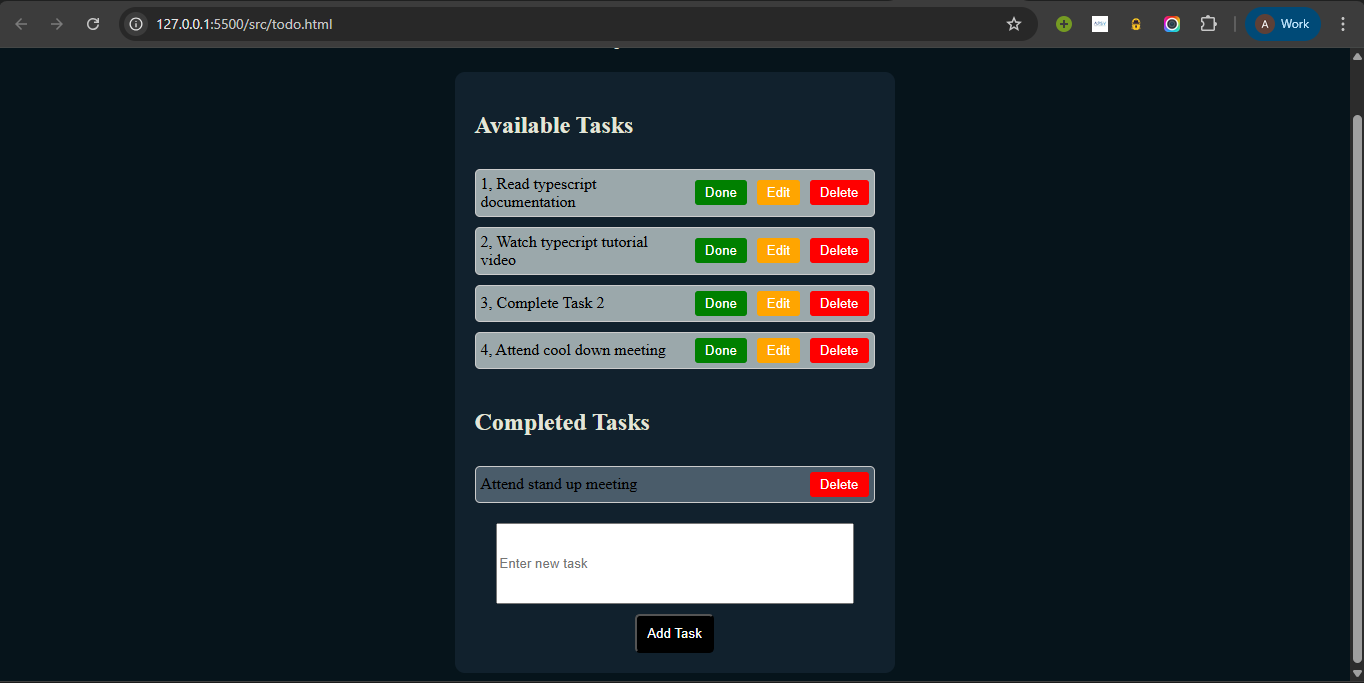 127.0.0.1:5500/src/todo.html
A Work
Available Tasks
1, Read typescript
documentation
Done Edit Delete
2, Watch typecript tutorial
video
Done Edit Delete
3, Complete Task 2 Done Edit Delete
4, Attend cool down meeting Done Edit Delete
Completed Tasks
Attend stand up meeting Delete
Enter new task
Add Task